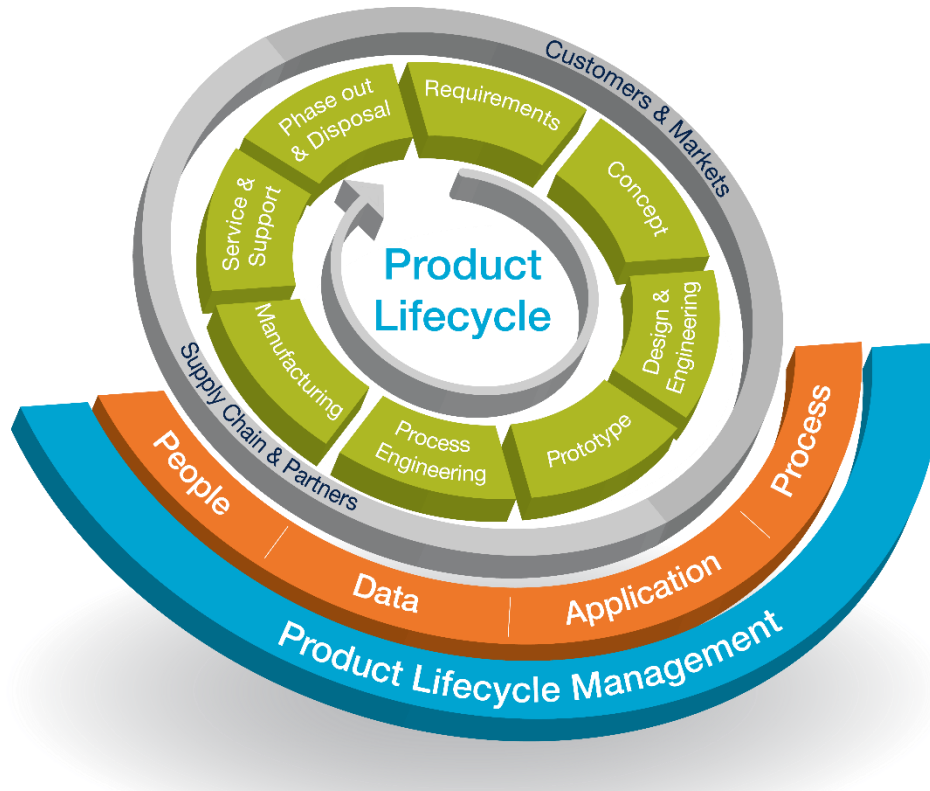 Customers & Markets
Requirements
Concept
Design &
Engineering
Prototype
Process
Engineering
Manufacturing
Service &
Support
Phase out
& Disposal
Product
Lifecycle
Supply Chain & Partners
People
Data
Application
Process
Product Lifecycle Management